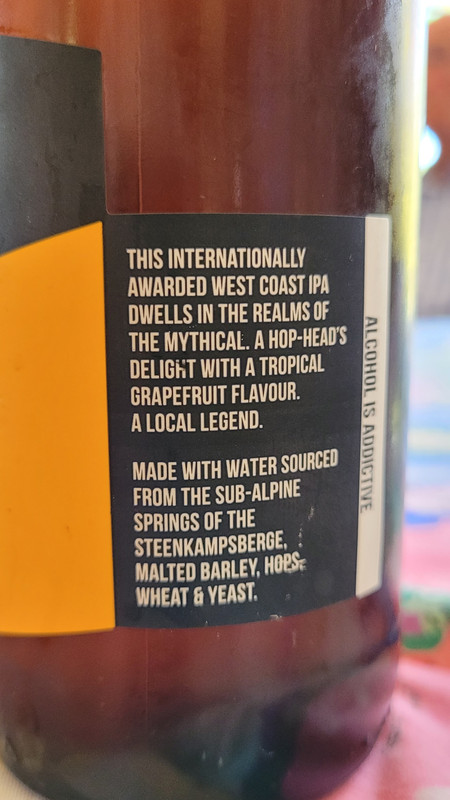 THIS INTERNATIONALLY
AWARDED WEST COAST IPA
DWELLS IN THE REALMS OF
THE MYTHICAL. A HOP-HEAD'S
DELIGHT WITH A TROPICAL
GRAPEFRUIT FLAVOUR.
A LOCAL LEGEND.
MADE WITH WATER SOURCED
FROM THE SUB-ALPINE
SPRINGS OF THE
STEENKAMPSBERGE,
MALTED BARLEY, HOPS,
WHEAT & YEAST.
ALCOHOL IS ADDICTIVE